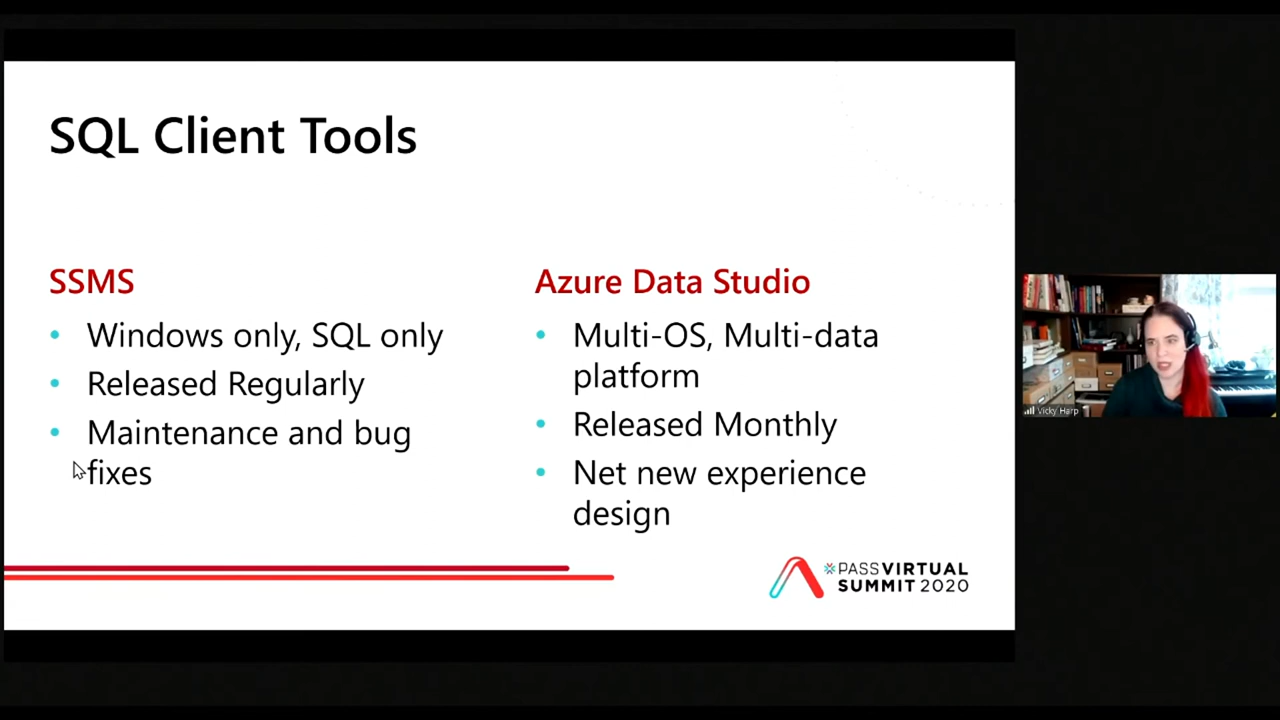 SQL Client Tools
SSMS
• Windows only, SQL only
• Released Regularly
• Maintenance and bug
fixes
Azure Data Studio
• Multi-OS, Multi-data
platform
• Released Monthly
• Net new experience
design
PASS VIRTUAL
SUMMIT 2020
Vicky Harp